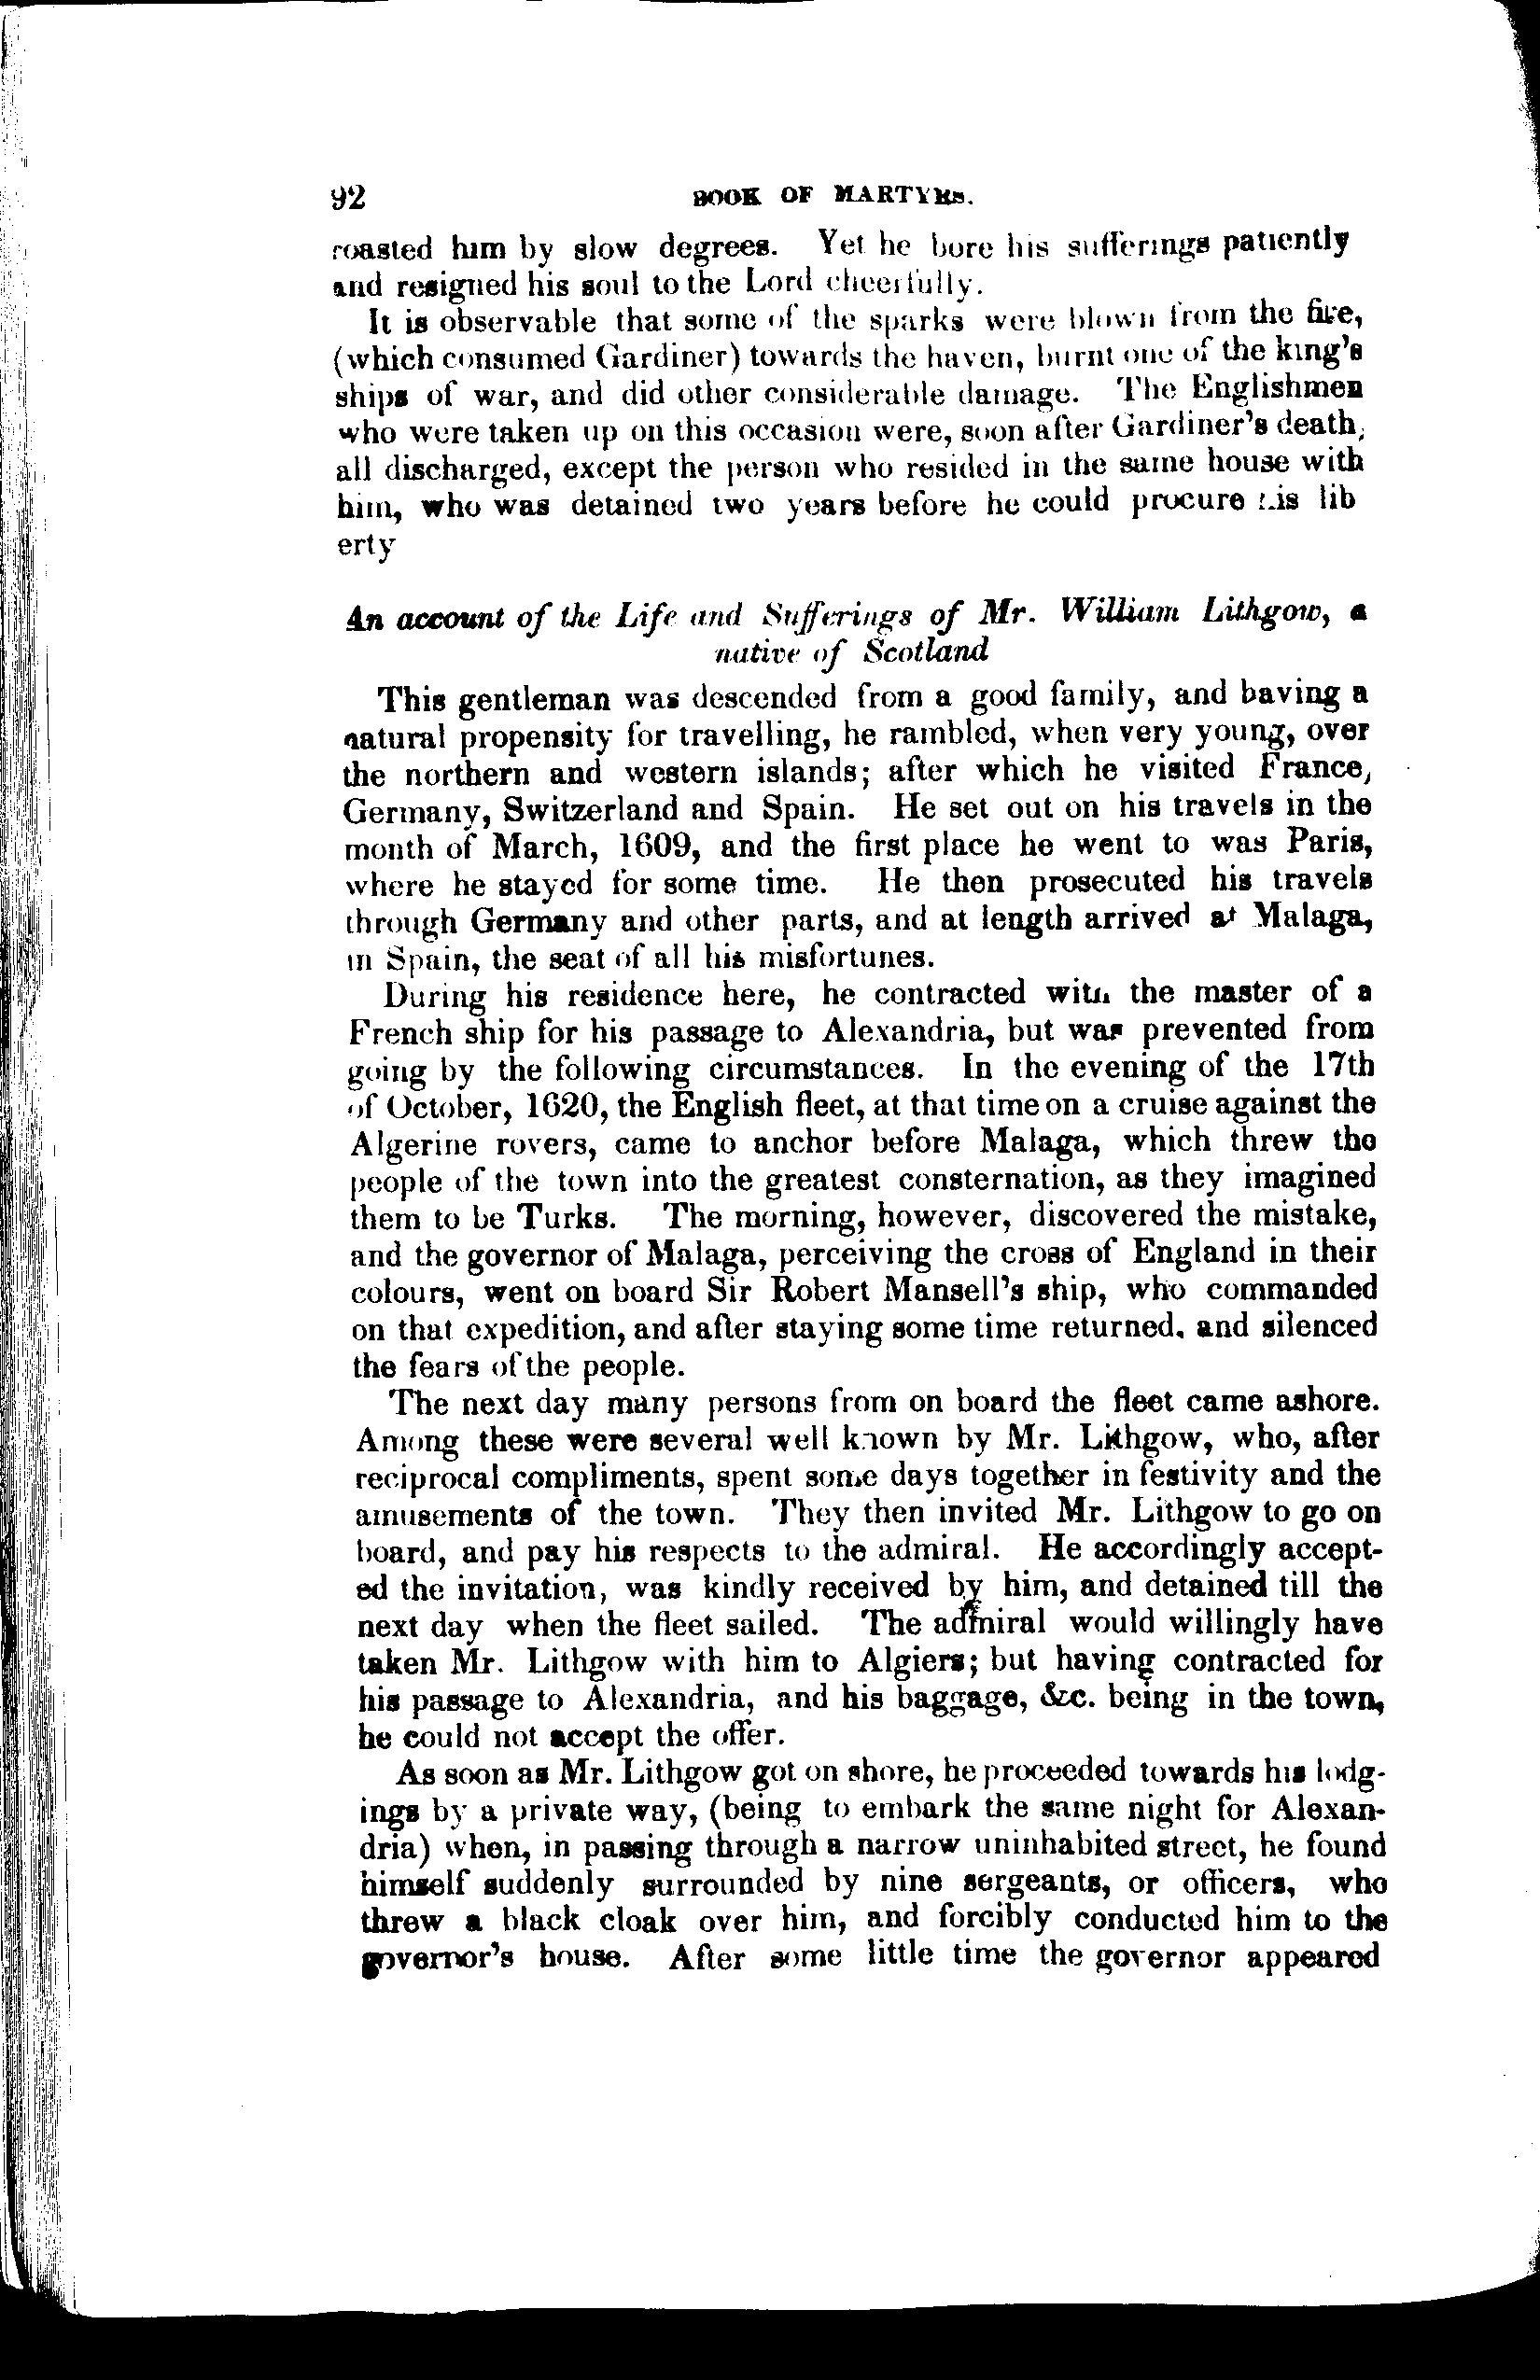 92 BOOK OF MARTYRS.
roasted him by slow degrees. Yet he bore his sufferings patiently
and resigned his soul to the Lord cheerfully.
It is observable that some of the sparks were blown from the fire,
(which consumed Gardiner) towards the haven, burnt one of the king's
ships of war, and did other considerable damage. The Englishmen
who were taken up on this occasion were, soon after Gardiner's death,
all discharged, except the person who resided in the same house with
him, who was detained two years before he could procure his lib
erty
An account of the Life and Sufferings of Mr. William Lithgow, a
native of Scotland
This gentleman was descended from a good family, and having a
natural propensity for travelling, he rambled, when very young, over
the northern and western islands; after which he visited France,
Germany, Switzerland and Spain. He set out on his travels in the
month of March, 1609, and the first place he went to was Paris,
where he stayed for some time. He then prosecuted his travels
through Germany and other parts, and at length arrived at Malaga,
in Spain, the seat of all his misfortunes.
During his residence here, he contracted with the master of a
French ship for his passage to Alexandria, but was prevented from
going by the following circumstances. In the evening of the 17th
of October, 1620, the English fleet, at that time on a cruise against the
Algerine rovers, came to anchor before Malaga, which threw the
people of the town into the greatest consternation, as they imagined
them to be Turks. The morning, however, discovered the mistake,
and the governor of Malaga, perceiving the cross of England in their
colours, went on board Sir Robert Mansell's ship, who commanded
on that expedition, and after staying some time returned, and silenced
the fears of the people.
The next day many persons from on board the fleet came ashore.
Among these were several well known by Mr. Lithgow, who, after
reciprocal compliments, spent some days together in festivity and the
amusements of the town. They then invited Mr. Lithgow to go on
board, and pay his respects to the admiral. He accordingly accept-
ed the invitation, was kindly received by him, and detained till the
next day when the fleet sailed. The admiral would willingly have
taken Mr. Lithgow with him to Algiers; but having contracted for
his passage to Alexandria, and his baggage, &c. being in the town,
he could not accept the offer.
As soon as Mr. Lithgow got on shore, he proceeded towards his lodg-
ings by a private way, (being to embark the same night for Alexan-
dria) when, in passing through a narrow uninhabited street, he found
himself suddenly surrounded by nine sergeants, or officers, who
threw a black cloak over him, and forcibly conducted him to the
governor's house. After some little time the governor appeared